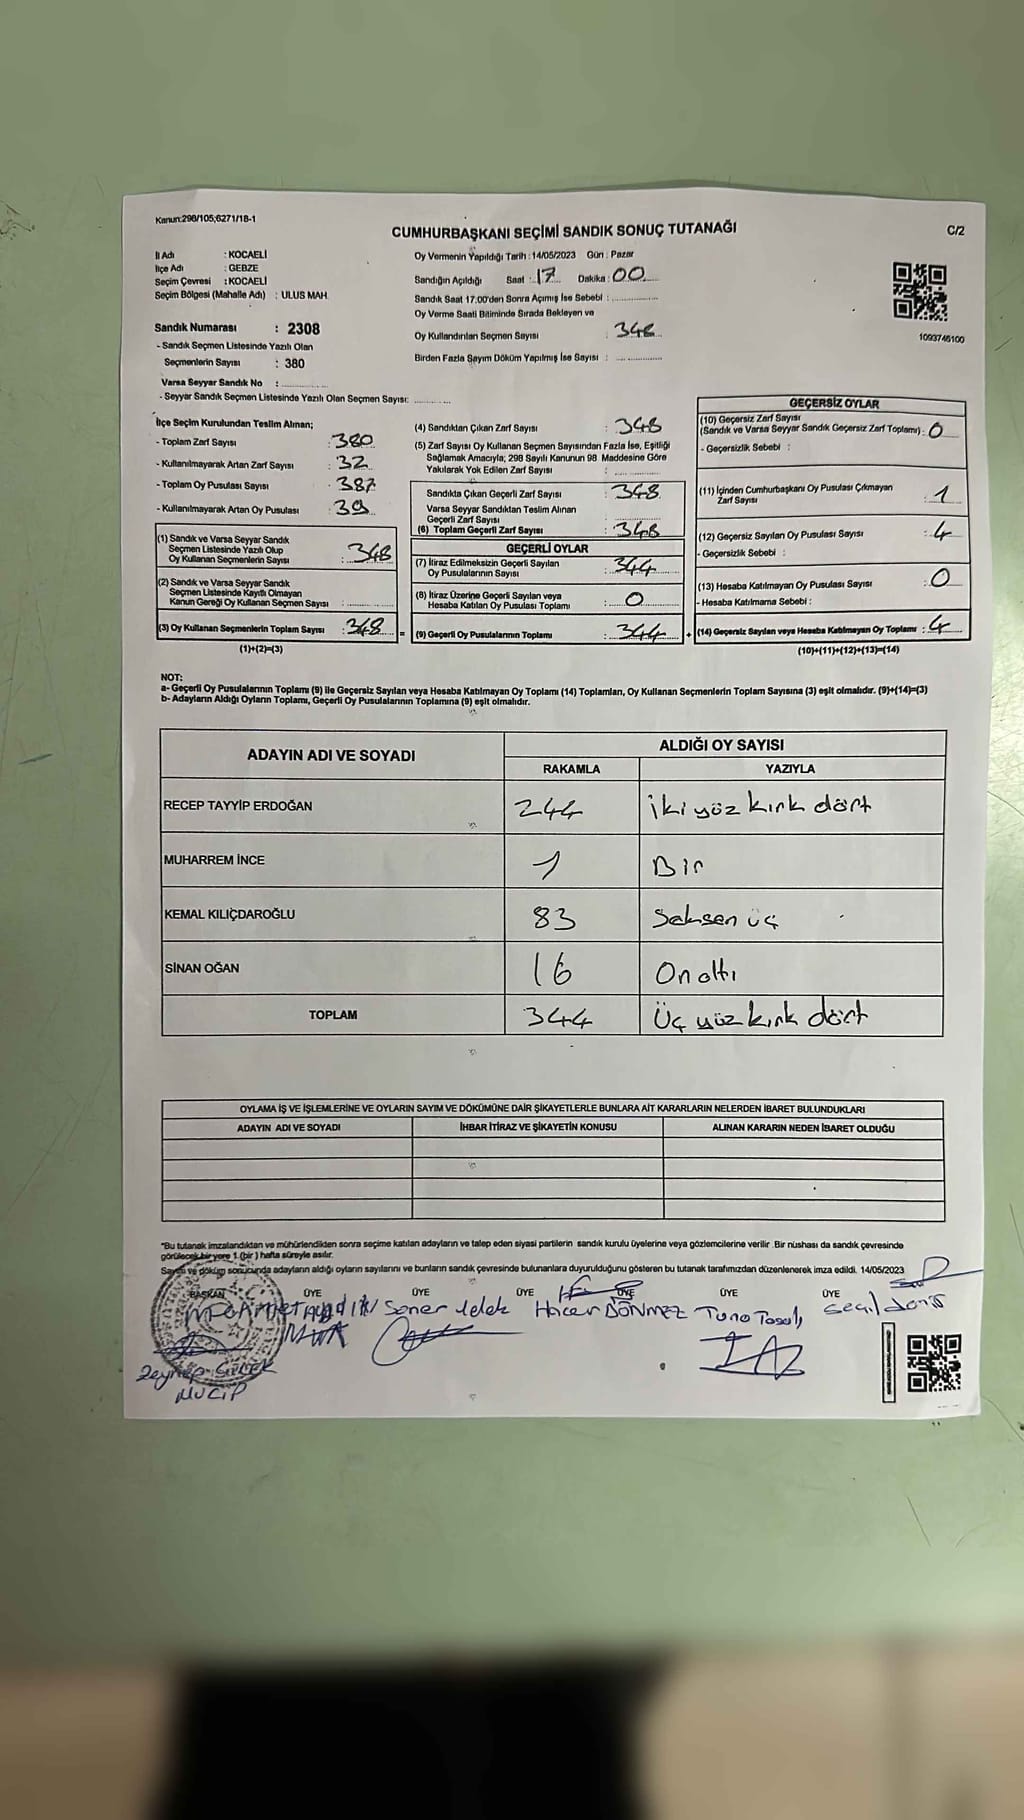 Kanun:298/105;6271/18-1
CUMHURBAŞKANI SEÇİMİ SANDIK SONUÇ TUTANAĞI
C/2
İl Adı : KOCAELİ
İlçe Adı : GEBZE
Seçim Çevresi : KOCAELİ
Seçim Bölgesi (Mahalle Adı) : ULUS MAH.
Sandık Numarası : 2308
- Sandık Seçmen Listesinde Yazılı Olan
Seçmenlerin Sayısı : 380
Varsa Seyyar Sandık No : ............
- Seyyar Sandık Seçmen Listesinde Yazılı Olan Seçmen Sayısı: ............
Oy Vermenin Yapıldığı Tarih : 14/05/2023 Gün : Pazar
Sandığın Açıldığı Saat : 17 Dakika : 00
Sandık Saat 17:00'den Sonra Açımış İse Sebebi : ............
Oy Verme Saati Bitiminde Sırada Bekleyen ve
Oy Kullandırılan Seçmen Sayısı : 348
Birden Fazla Sayım Döküm Yapılmış İse Sayısı : ............
1093746100
İlçe Seçim Kurulundan Teslim Alınan;
- Toplam Zarf Sayısı : 380
- Kullanılmayarak Artan Zarf Sayısı : 32
- Toplam Oy Pusulası Sayısı : 387
- Kullanılmayarak Artan Oy Pusulası : 39
(1) Sandık ve Varsa Seyyar Sandık
Seçmen Listesinde Yazılı Olup
Oy Kullanan Seçmenlerin Sayısı : 348
(2) Sandık ve Varsa Seyyar Sandık
Seçmen Listesinde Kayıtlı Olmayan
Kanun Gereği Oy Kullanan Seçmen Sayısı : ............
(3) Oy Kullanan Seçmenlerin Toplam Sayısı : 348 =
(1)+(2)=(3)
(4) Sandıktan Çıkan Zarf Sayısı : 348
(5) Zarf Sayısı Oy Kullanan Seçmen Sayısından Fazla İse, Eşitliği
Sağlamak Amacıyla; 298 Sayılı Kanunun 98. Maddesine Göre
Yakılarak Yok Edilen Zarf Sayısı : ............
Sandıkta Çıkan Geçerli Zarf Sayısı : 348
Varsa Seyyar Sandıktan Teslim Alınan
Geçerli Zarf Sayısı : ............
(6) Toplam Geçerli Zarf Sayısı : 348
GEÇERLİ OYLAR
(7) İtiraz Edilmeksizin Geçerli Sayılan
Oy Pusulalarının Sayısı : 344
(8) İtiraz Üzerine Geçerli Sayılan veya
Hesaba Katılan Oy Pusulası Toplamı : 0
(9) Geçerli Oy Pusulalarının Toplamı : 344 +
GEÇERSİZ OYLAR
(10) Geçersiz Zarf Sayısı
(Sandık ve Varsa Seyyar Sandık Geçersiz Zarf Toplamı) : 0
- Geçersizlik Sebebi :
(11) İçinden Cumhurbaşkanı Oy Pusulası Çıkmayan
Zarf Sayısı : 1
(12) Geçersiz Sayılan Oy Pusulası Sayısı : 4
- Geçersizlik Sebebi :
(13) Hesaba Katılmayan Oy Pusulası Sayısı : 0
- Hesaba Katılmama Sebebi :
(14) Geçersiz Sayılan veya Hesaba Katılmayan Oy Toplamı : 4
(10)+(11)+(12)+(13)=(14)
NOT:
a- Geçerli Oy Pusulalarının Toplamı (9) ile Geçersiz Sayılan veya Hesaba Katılmayan Oy Toplamı (14) Toplamları, Oy Kullanan Seçmenlerin Toplam Sayısına (3) eşit olmalıdır. (9)+(14)=(3)
b- Adayların Aldığı Oyların Toplamı, Geçerli Oy Pusulalarının Toplamına (9) eşit olmalıdır.
ADAYIN ADI VE SOYADI
ALDIĞI OY SAYISI
RAKAMLA YAZIYLA
RECEP TAYYİP ERDOĞAN 244 İki yüz kırk dört
MUHARREM İNCE 1 Bir
KEMAL KILIÇDAROĞLU 83 Seksen üç
SİNAN OĞAN 16 On altı
TOPLAM 344 Üç yüz kırk dört
OYLAMA İŞ VE İŞLEMLERİNE VE OYLARIN SAYIM VE DÖKÜMÜNE DAİR ŞİKAYETLERLE BUNLARA AİT KARARLARIN NELERDEN İBARET BULUNDUKLARI
ADAYIN ADI VE SOYADI İHBAR İTİRAZ VE ŞİKAYETİN KONUSU ALINAN KARARIN NEDEN İBARET OLDUĞU
*Bu tutanak imzalandıktan ve mühürlendikten sonra seçime katılan adayların ve talep eden siyasi partilerin sandık kurulu üyelerine veya gözlemcilerine verilir .Bir nüshası da sandık çevresinde
görülecek bir yere 1 (bir) hafta süreyle asılır.
Sayım ve döküm sonucunda adayların aldığı oyların sayılarını ve bunların sandık çevresinde bulunanlara duyurulduğunu gösteren bu tutanak tarafımızdan düzenlenerek imza edildi. 14/05/2023
BAŞKAN ÜYE ÜYE ÜYE ÜYE ÜYE ÜYE
Soner Hacer DÖNMEZ Seçil
Zeynep
MUCİP